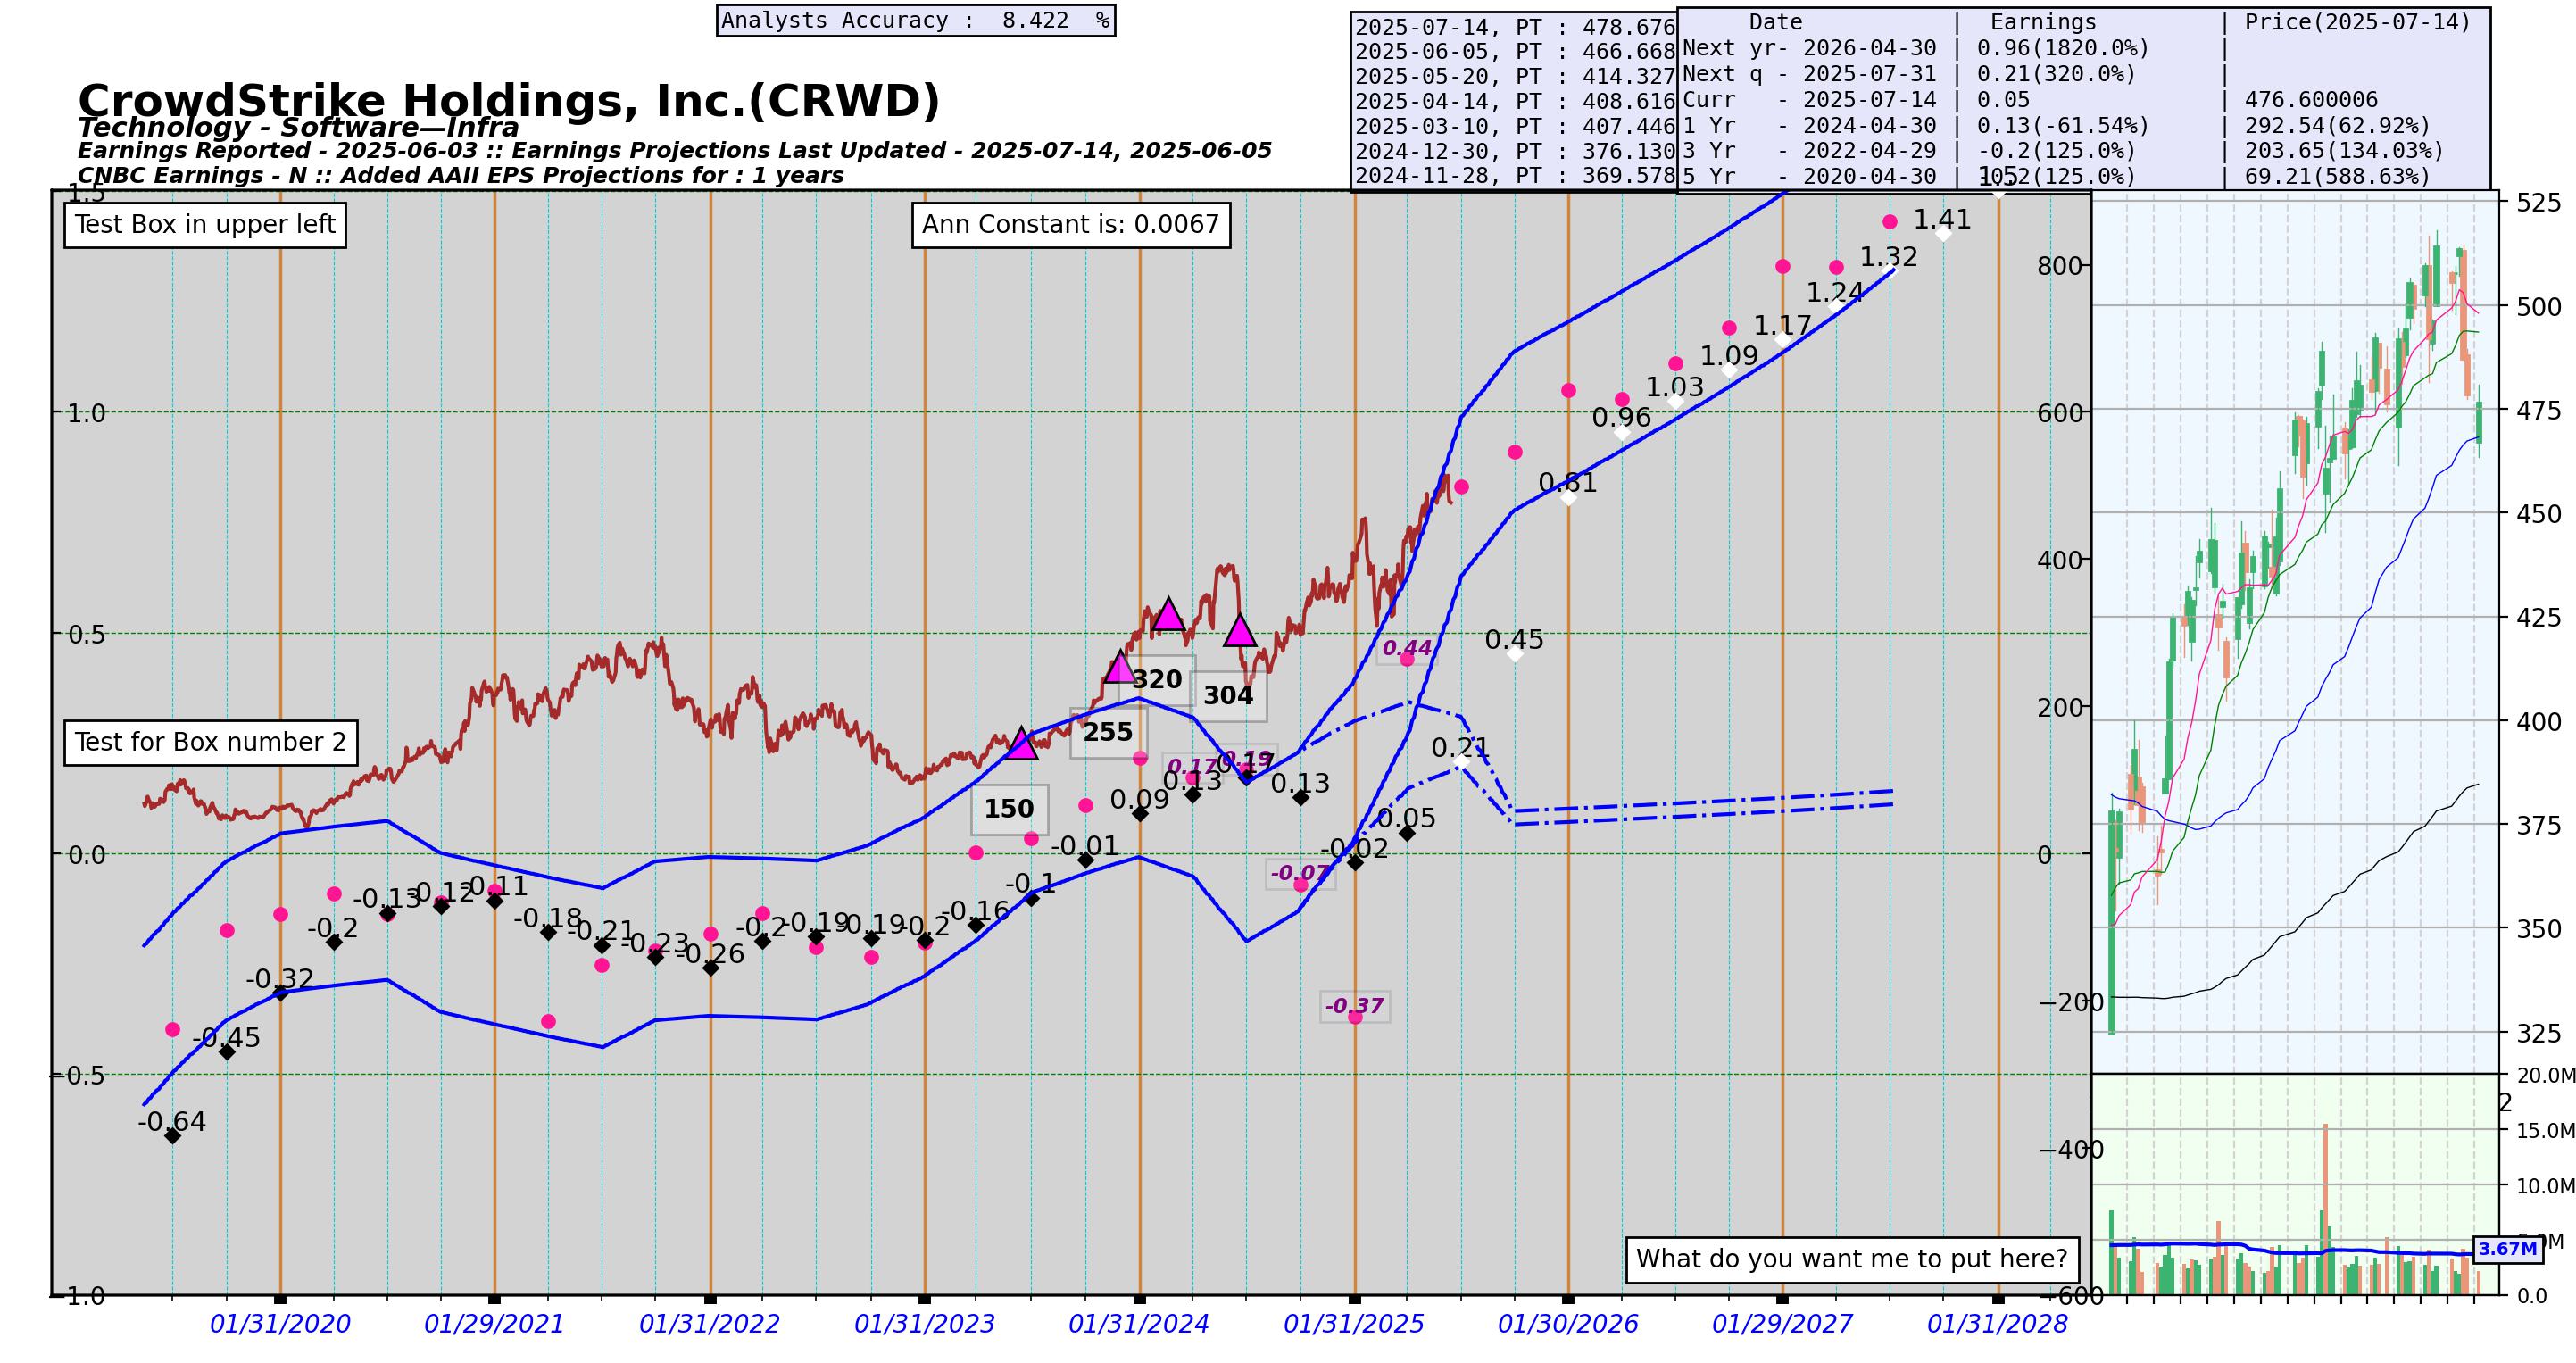 Analysts Accuracy :  8.422  %
2025-07-14, PT : 478.676
2025-06-05, PT : 466.668
2025-05-20, PT : 414.327
2025-04-14, PT : 408.616
2025-03-10, PT : 407.446
2024-12-30, PT : 376.130
2024-11-28, PT : 369.578
Date | Earnings | Price(2025-07-14)
Next yr- 2026-04-30 | 0.96(1820.0%) |
Next q - 2025-07-31 | 0.21(320.0%) |
Curr - 2025-07-14 | 0.05 | 476.600006
1 Yr - 2024-04-30 | 0.13(-61.54%) | 292.54(62.92%)
3 Yr - 2022-04-29 | -0.2(125.0%) | 203.65(134.03%)
5 Yr - 2020-04-30 | -0.2(125.0%) | 69.21(588.63%)
CrowdStrike Holdings, Inc.(CRWD)
Technology - Software—Infra
Earnings Reported - 2025-06-03 :: Earnings Projections Last Updated - 2025-07-14, 2025-06-05
CNBC Earnings - N :: Added AAII EPS Projections for : 1 years
Test Box in upper left
Ann Constant is: 0.0067
Test for Box number 2
What do you want me to put here?
1.5
1.0
0.5
0.0
−0.5
−1.0
-0.64
-0.45
-0.32
-0.2
-0.13
-0.12
-0.11
-0.18
-0.21
-0.23
-0.26
-0.2
-0.19
-0.19
-0.2
-0.16
-0.1
-0.01
0.09
0.13
0.17
0.13
-0.02
0.05
0.21
0.45
0.81
0.96
1.03
1.09
1.17
1.24
1.32
1.41
1.5
150
255
320
304
0.17
0.19
-0.07
-0.37
0.44
800
600
400
200
0
−200
−400
−600
525
500
475
450
425
400
375
350
325
20.0M
15.0M
10.0M
3.67M
0.0
01/31/2020
01/29/2021
01/31/2022
01/31/2023
01/31/2024
01/31/2025
01/30/2026
01/29/2027
01/31/2028